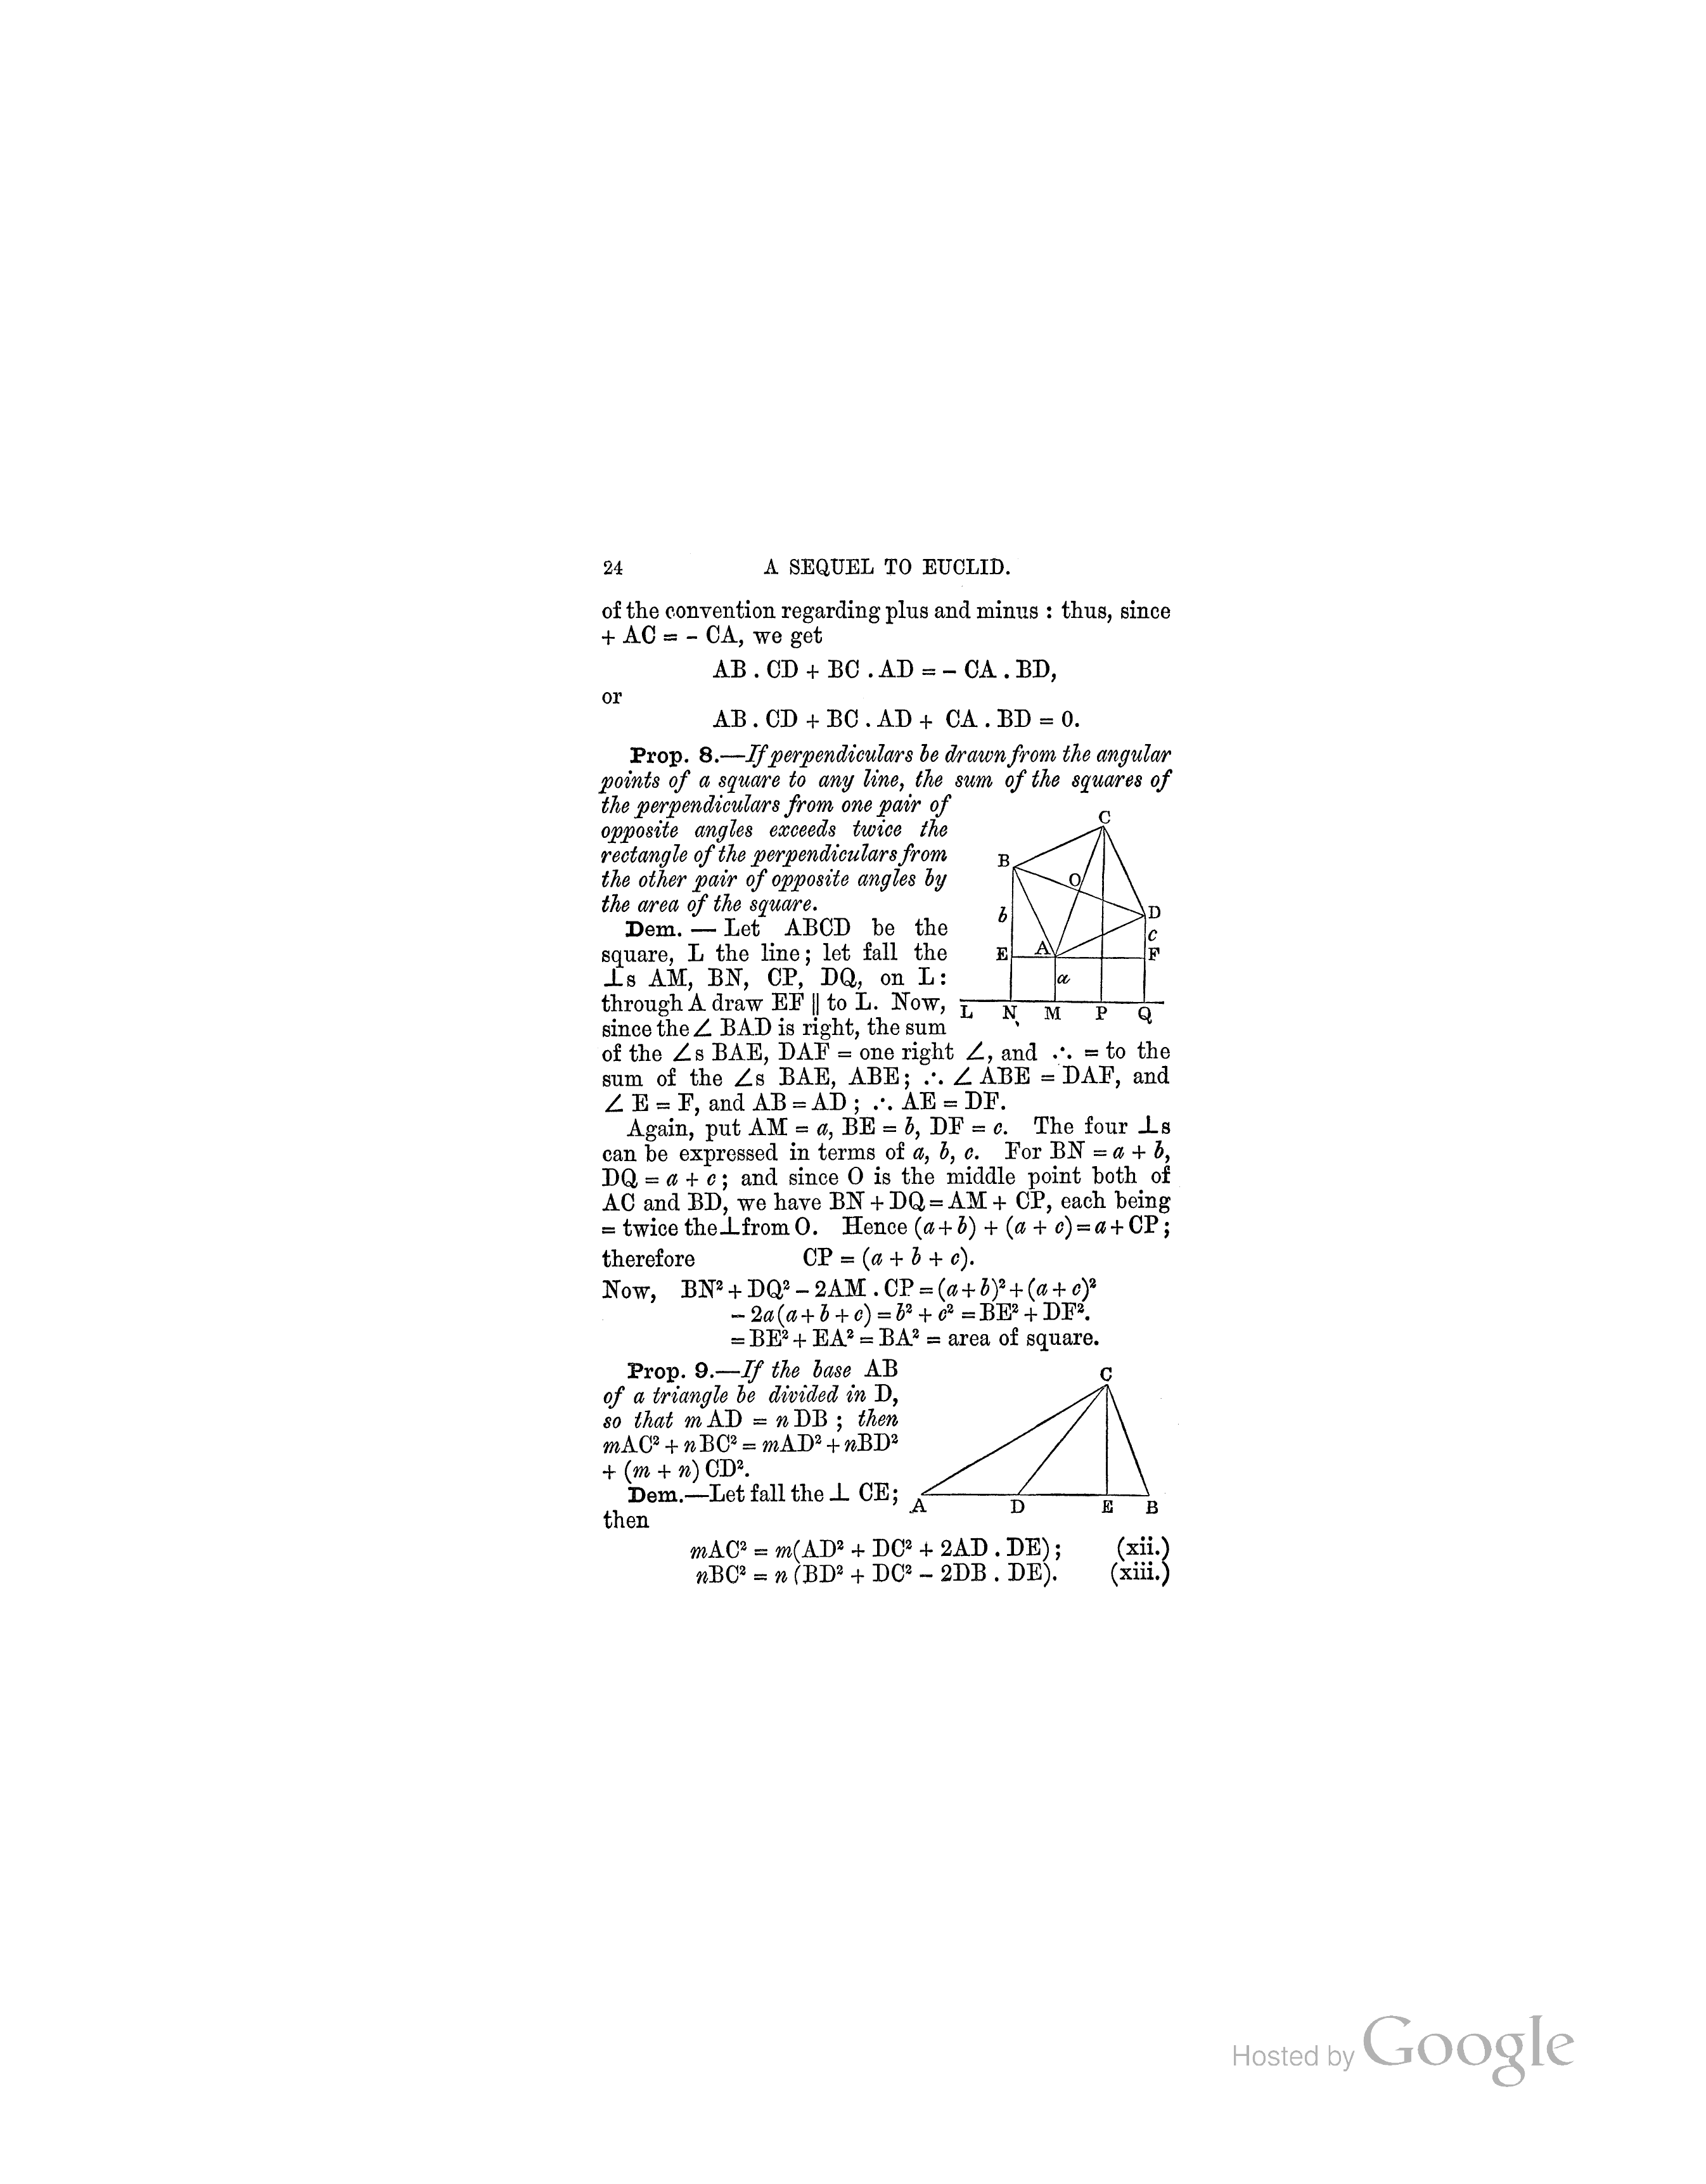 24 A SEQUEL TO EUCLID.
of the convention regarding plus and minus : thus, since
+ AC = - CA, we get
AB . CD + BC . AD = - CA . BD,
or
AB . CD + BC . AD + CA . BD = 0.
Prop. 8.—If perpendiculars be drawn from the angular
points of a square to any line, the sum of the squares of
the perpendiculars from one pair of
opposite angles exceeds twice the
rectangle of the perpendiculars from
the other pair of opposite angles by
the area of the square.
Dem. — Let ABCD be the
square, L the line; let fall the
⊥s AM, BN, CP, DQ, on L:
through A draw EF || to L. Now,
since the ∠ BAD is right, the sum
C
B
O
b
D
c
E
A
F
a
L N M P Q
of the ∠s BAE, DAF = one right ∠, and ∴ = to the
sum of the ∠s BAE, ABE; ∴ ∠ ABE = DAF, and
∠ E = F, and AB = AD; ∴ AE = DF.
Again, put AM = a, BE = b, DF = c. The four ⊥s
can be expressed in terms of a, b, c. For BN = a + b,
DQ = a + c; and since O is the middle point both of
AC and BD, we have BN + DQ = AM + CP, each being
= twice the ⊥ from O. Hence (a + b) + (a + c) = a + CP;
therefore CP = (a + b + c).
Now, BN² + DQ² - 2AM . CP = (a + b)² + (a + c)²
- 2a(a + b + c) = b² + c² = BE² + DF².
= BE² + EA² = BA² = area of square.
Prop. 9.—If the base AB
of a triangle be divided in D,
so that m AD = n DB; then
mAC² + nBC² = mAD² + nBD²
+ (m + n) CD².
Dem.—Let fall the ⊥ CE;
then
C
A D E B
mAC² = m(AD² + DC² + 2AD . DE); (xii.)
nBC² = n (BD² + DC² - 2DB . DE). (xiii.)
Hosted by Google